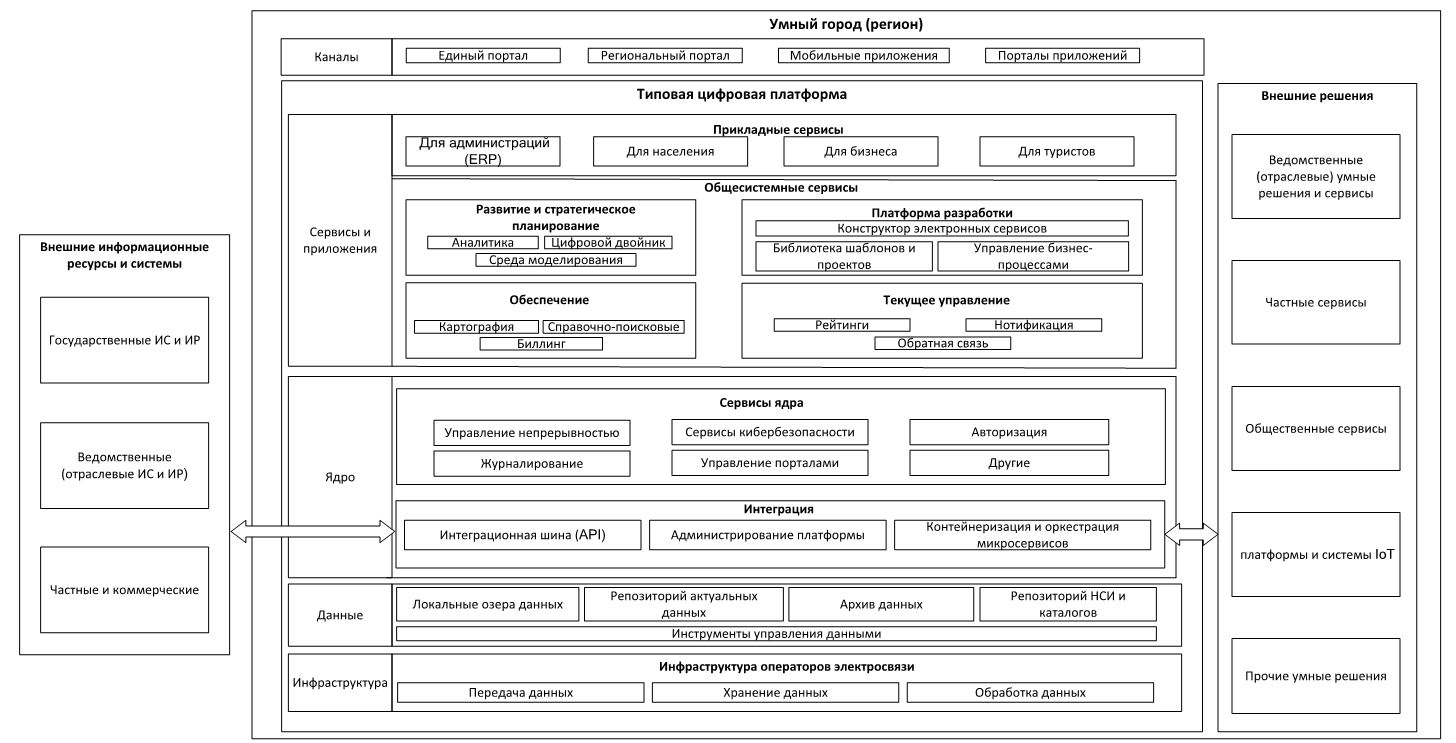 Умный город (регион)
Каналы
Единый портал
Региональный портал
Мобильные приложения
Порталы приложений
Типовая цифровая платформа
Сервисы и
приложения
Прикладные сервисы
Для администраций
(ERP)
Для населения
Для бизнеса
Для туристов
Общесистемные сервисы
Развитие и стратегическое
планирование
Аналитика
Цифровой двойник
Среда моделирования
Платформа разработки
Конструктор электронных сервисов
Библиотека шаблонов и
проектов
Управление бизнес-
процессами
Обеспечение
Картография
Справочно-поисковые
Биллинг
Текущее управление
Рейтинги
Нотификация
Обратная связь
Ядро
Сервисы ядра
Управление непрерывностью
Сервисы кибербезопасности
Авторизация
Журналирование
Управление порталами
Другие
Интеграция
Интеграционная шина (API)
Администрирование платформы
Контейнеризация и оркестрация
микросервисов
Данные
Локальные озера данных
Репозиторий актуальных
данных
Архив данных
Репозиторий НСИ и
каталогов
Инструменты управления данными
Инфраструктура
Инфраструктура операторов электросвязи
Передача данных
Хранение данных
Обработка данных
Внешние информационные
ресурсы и системы
Государственные ИС и ИР
Ведомственные
(отраслевые ИС и ИР)
Частные и коммерческие
Внешние решения
Ведомственные
(отраслевые) умные
решения и сервисы
Частные сервисы
Общественные сервисы
платформы и системы IoT
Прочие умные решения